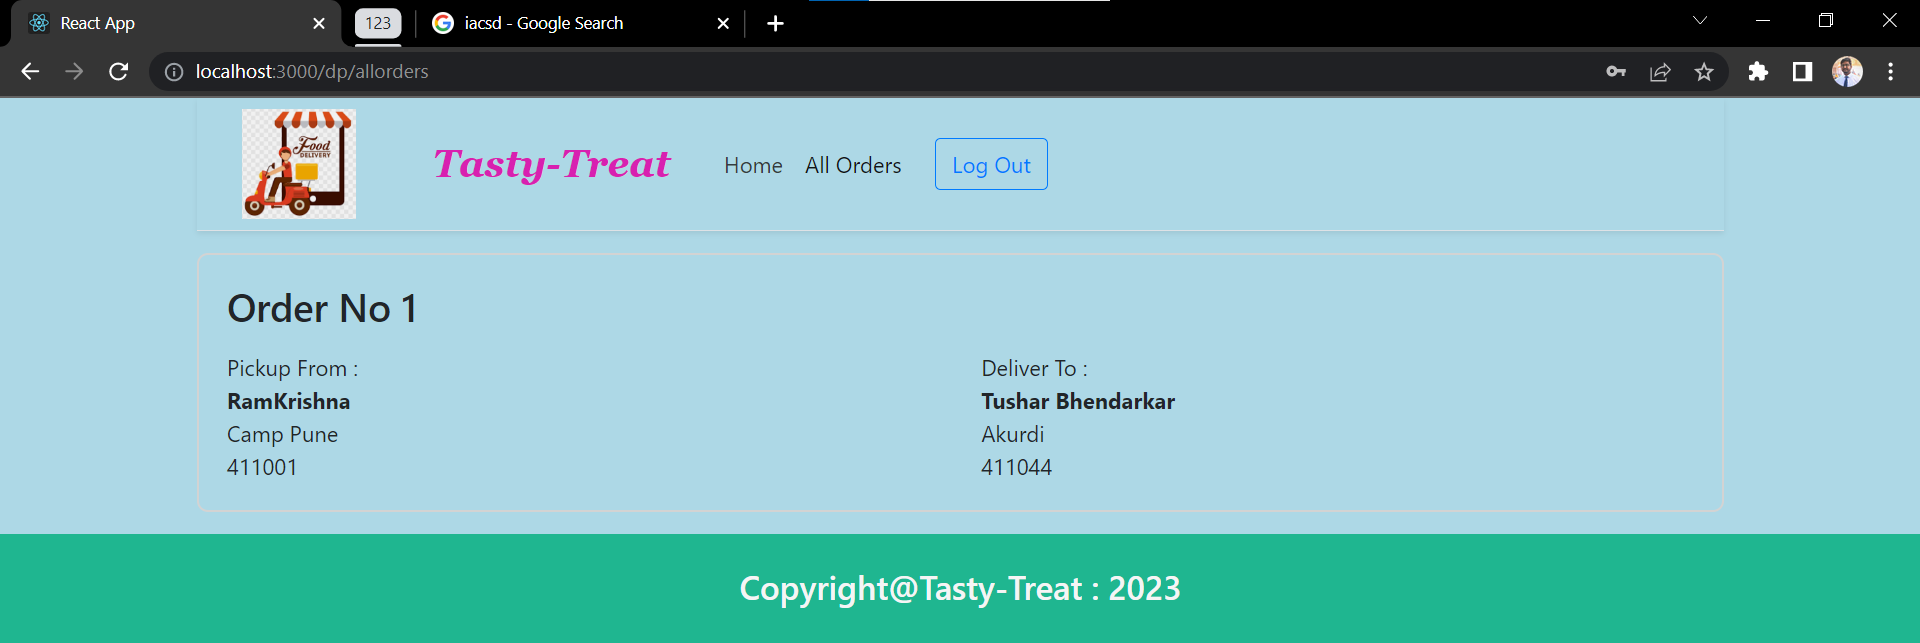 React App
123
iacsd - Google Search
localhost:3000/dp/allorders
Food
DELIVERY
Tasty-Treat
Home
All Orders
Log Out
Order No 1
Pickup From :
RamKrishna
Camp Pune
411001
Deliver To :
Tushar Bhendarkar
Akurdi
411044
Copyright@Tasty-Treat : 2023